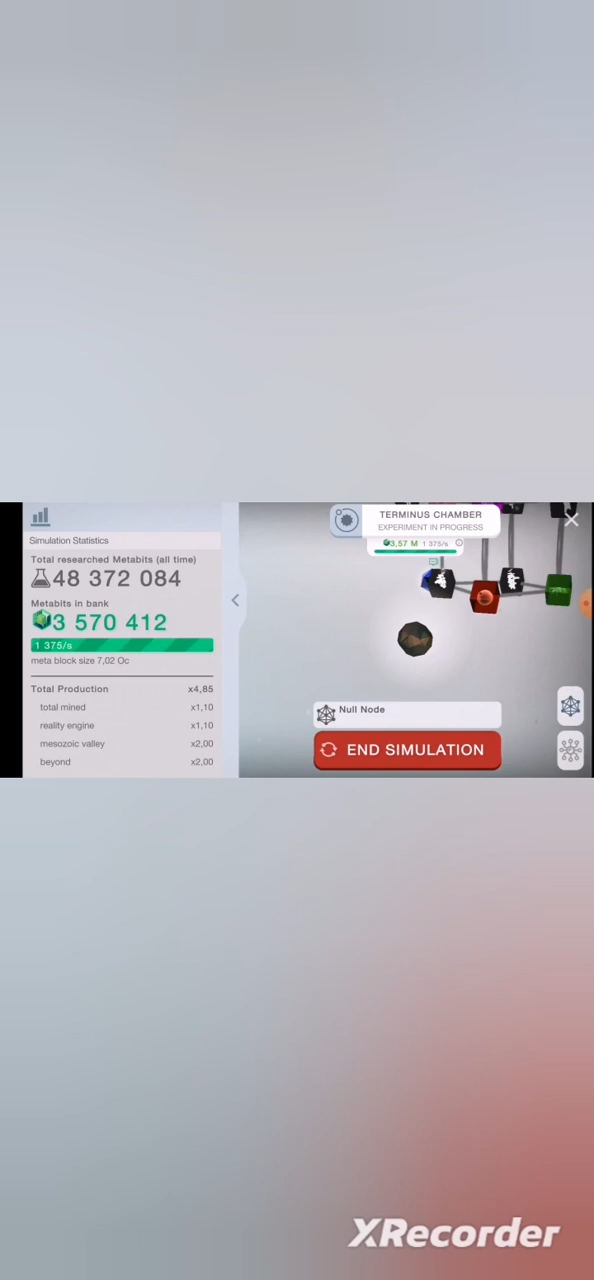 Simulation Statistics
Total researched Metabits (all time)
48 372 084
Metabits in bank
3 570 412
1 375/s
meta block size 7,02 Oc
Total Production x4,85
total mined x1,10
reality engine x1,10
mesozoic valley x2,00
beyond x2,00
TERMINUS CHAMBER
EXPERIMENT IN PROGRESS
3,57 M 1 375/s
Null Node
END SIMULATION
XRecorder